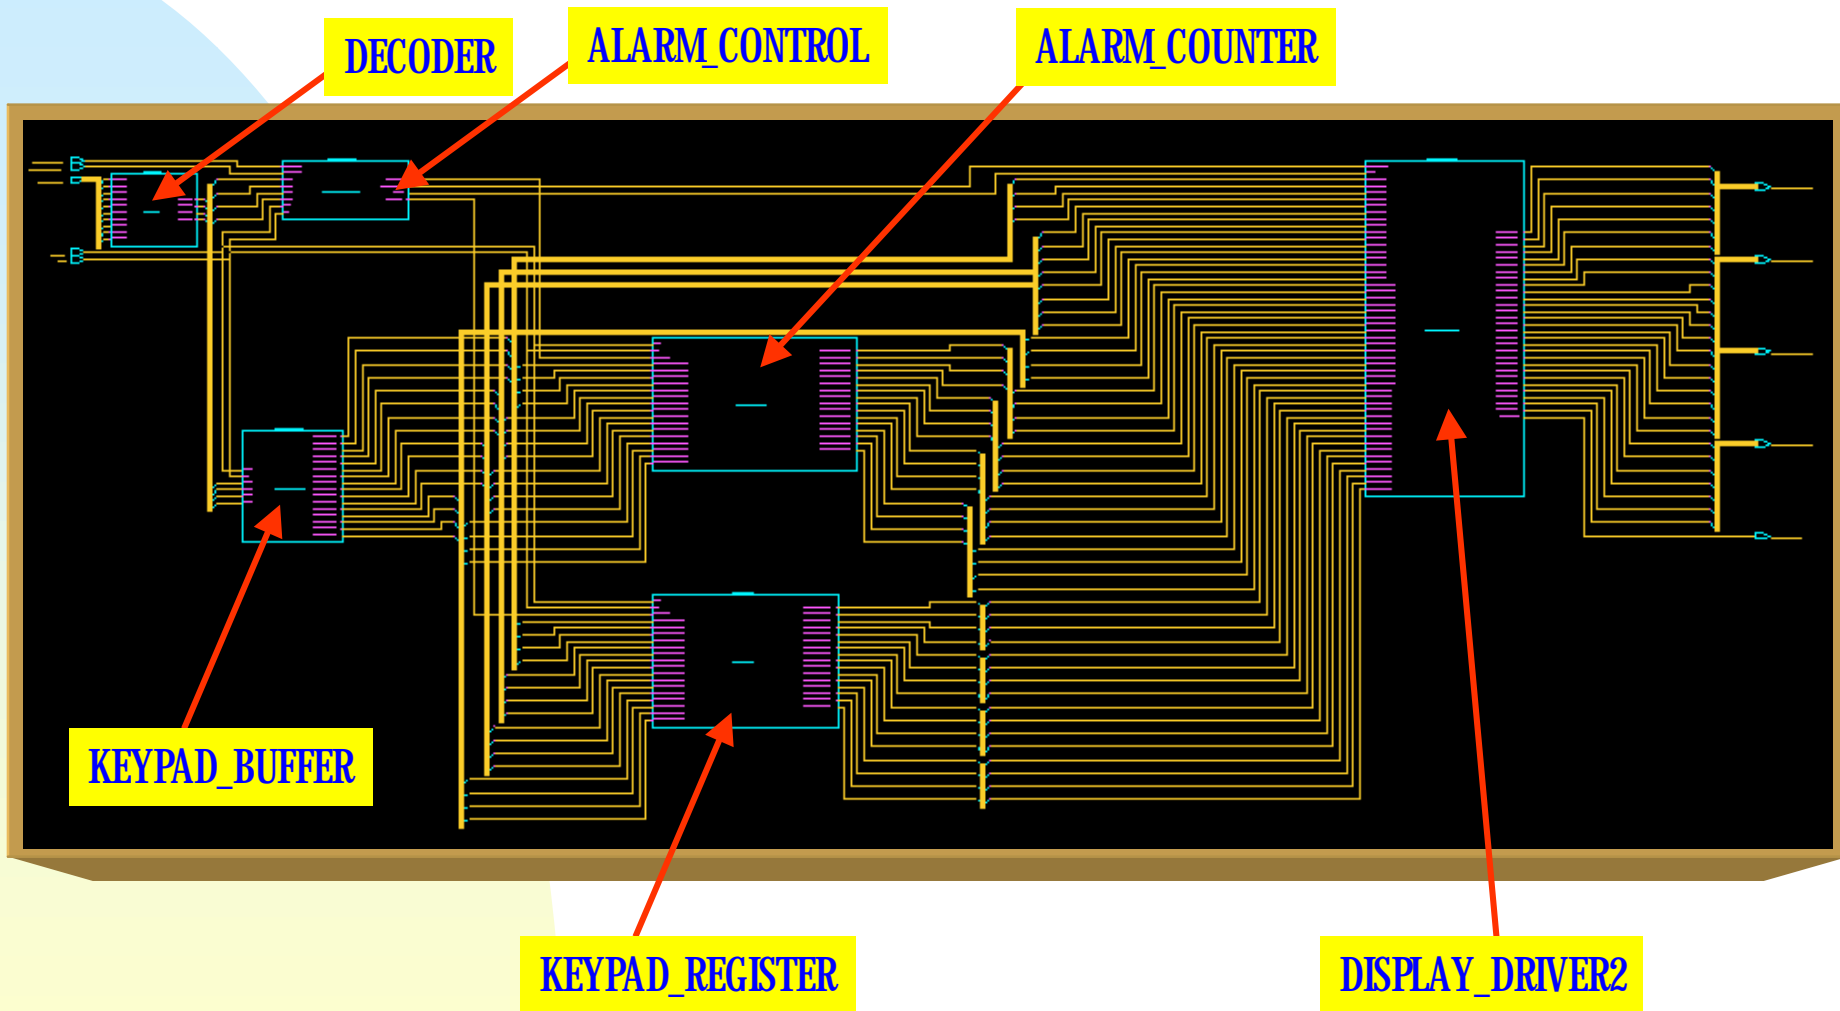 DECODER
ALARM_CONTROL
ALARM_COUNTER
KEYPAD_BUFFER
KEYPAD_REGISTER
DISPLAY_DRIVER2